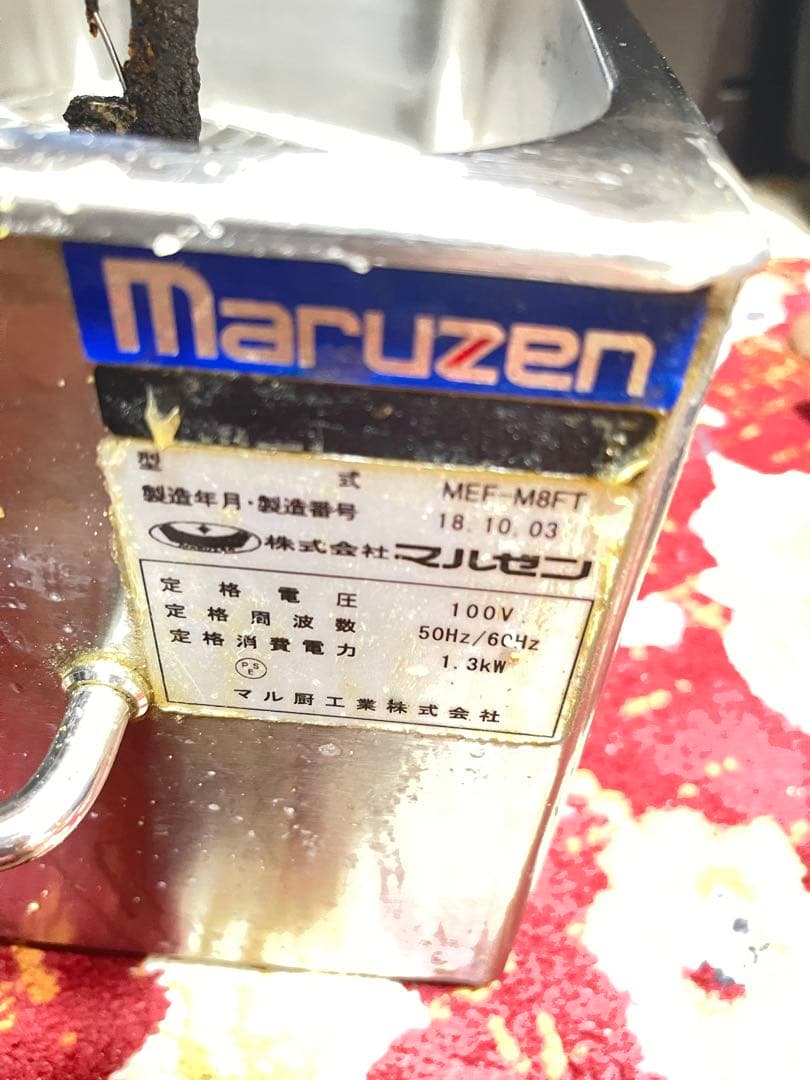 maruzen
型式 MEF-M8FT
製造年月・製造番号 18.10.03
株式会社マルゼン
定格電圧 100V
定格周波数 50Hz/60Hz
定格消費電力 1.3kW
PSE
マル厨工業株式会社